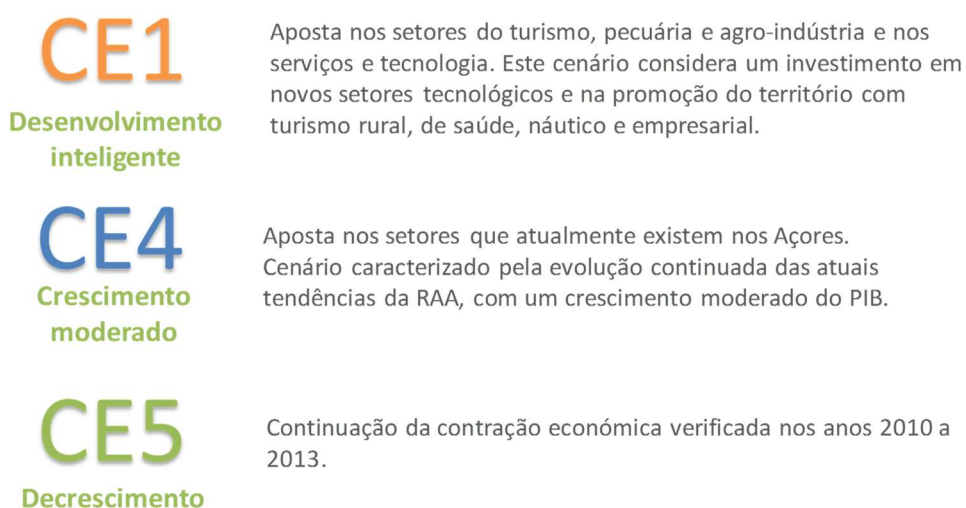 CE1
Desenvolvimento
inteligente
Aposta nos setores do turismo, pecuária e agro-indústria e nos
serviços e tecnologia. Este cenário considera um investimento em
novos setores tecnológicos e na promoção do território com
turismo rural, de saúde, náutico e empresarial.
CE4
Crescimento
moderado
Aposta nos setores que atualmente existem nos Açores.
Cenário caracterizado pela evolução continuada das atuais
tendências da RAA, com um crescimento moderado do PIB.
CE5
Decrescimento
Continuação da contração económica verificada nos anos 2010 a
2013.